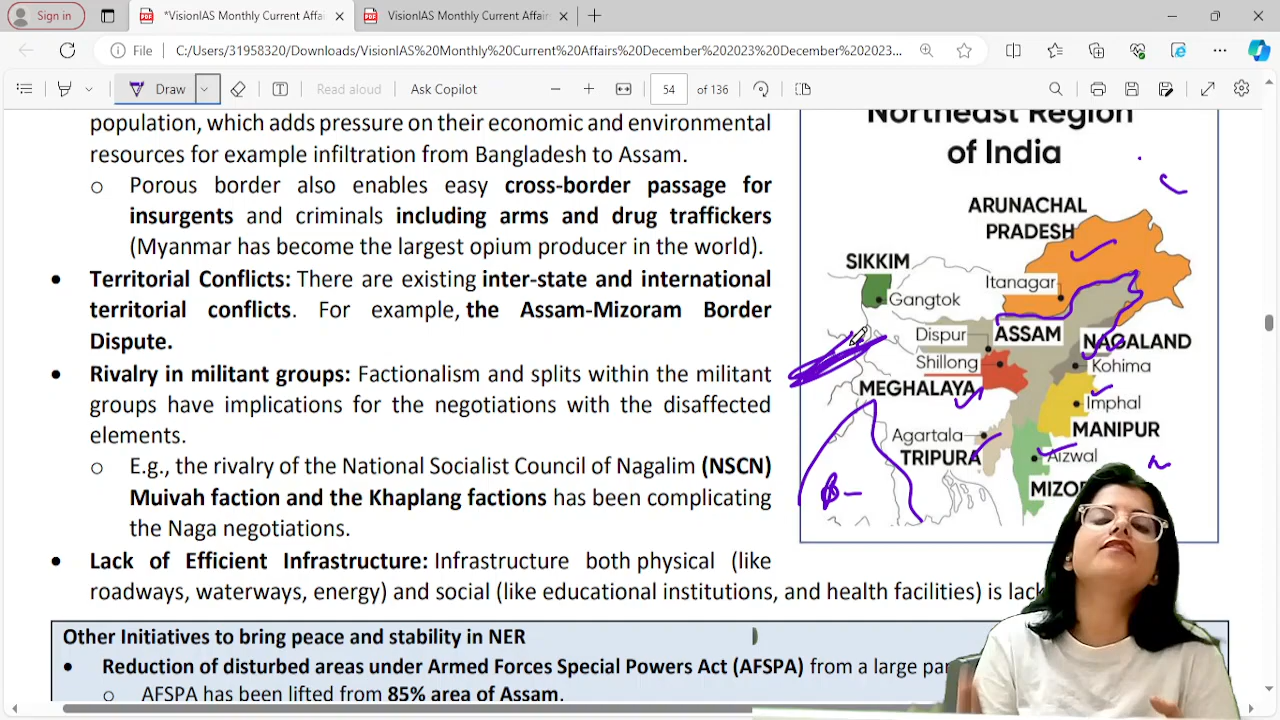 Sign in
*VisionIAS Monthly Current Affai
VisionIAS Monthly Current Affair
File
C:/Users/31958320/Downloads/VisionIAS%20Monthly%20Current%20Affairs%20December%202023%20December%202023...
Draw
Read aloud
Ask Copilot
54 of 136
population, which adds pressure on their economic and environmental
resources for example infiltration from Bangladesh to Assam.
o Porous border also enables easy cross-border passage for
insurgents and criminals including arms and drug traffickers
(Myanmar has become the largest opium producer in the world).
• Territorial Conflicts: There are existing inter-state and international
territorial conflicts. For example, the Assam-Mizoram Border
Dispute.
• Rivalry in militant groups: Factionalism and splits within the militant
groups have implications for the negotiations with the disaffected
elements.
o E.g., the rivalry of the National Socialist Council of Nagalim (NSCN)
Muivah faction and the Khaplang factions has been complicating
the Naga negotiations.
• Lack of Efficient Infrastructure: Infrastructure both physical (like
roadways, waterways, energy) and social (like educational institutions, and health facilities) is lack
Northeast Region
of India
ARUNACHAL
PRADESH
SIKKIM
Itanagar
Gangtok
Dispur
ASSAM
NAGALAND
Shillong
Kohima
MEGHALAYA
Imphal
MANIPUR
Agartala
TRIPURA
Aizwal
MIZO
B
Other Initiatives to bring peace and stability in NER
• Reduction of disturbed areas under Armed Forces Special Powers Act (AFSPA) from a large par
o AFSPA has been lifted from 85% area of Assam.